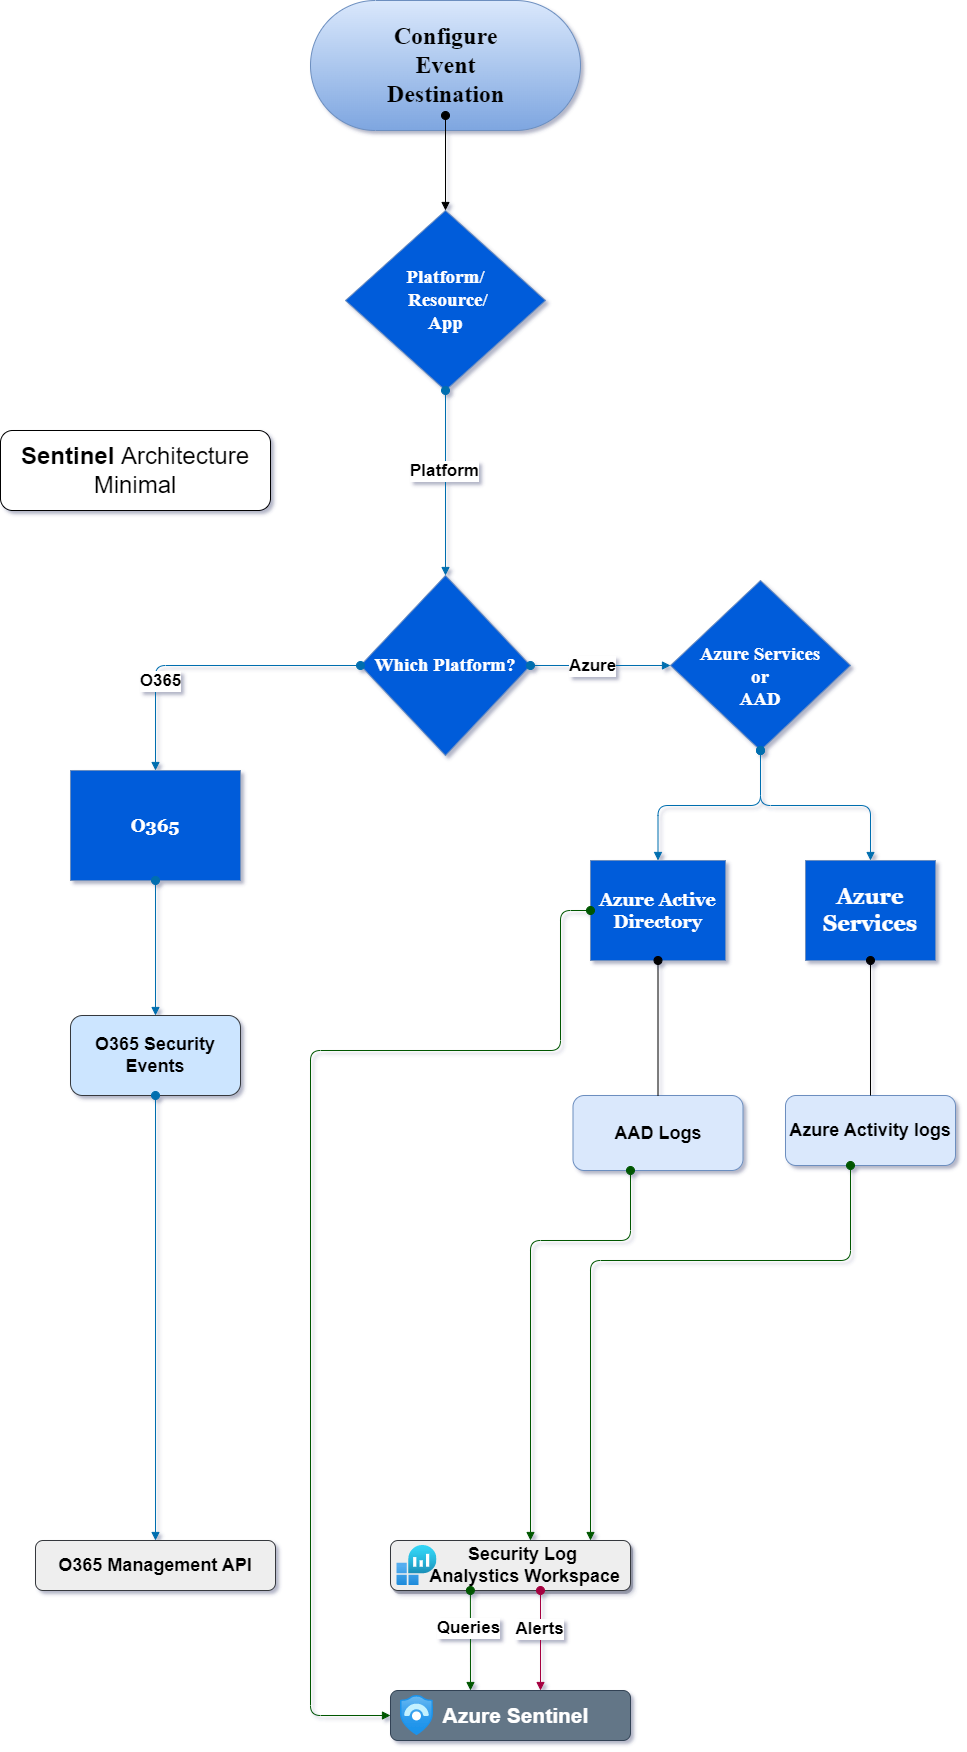 Configure
Event
Destination
Platform/
Resource/
App
Platform
Sentinel Architecture
Minimal
Which Platform?
Azure
Azure Services
or
AAD
O365
O365
Azure Active
Directory
Azure
Services
O365 Security
Events
AAD Logs
Azure Activity logs
O365 Management API
Security Log
Analystics Workspace
Queries
Alerts
Azure Sentinel